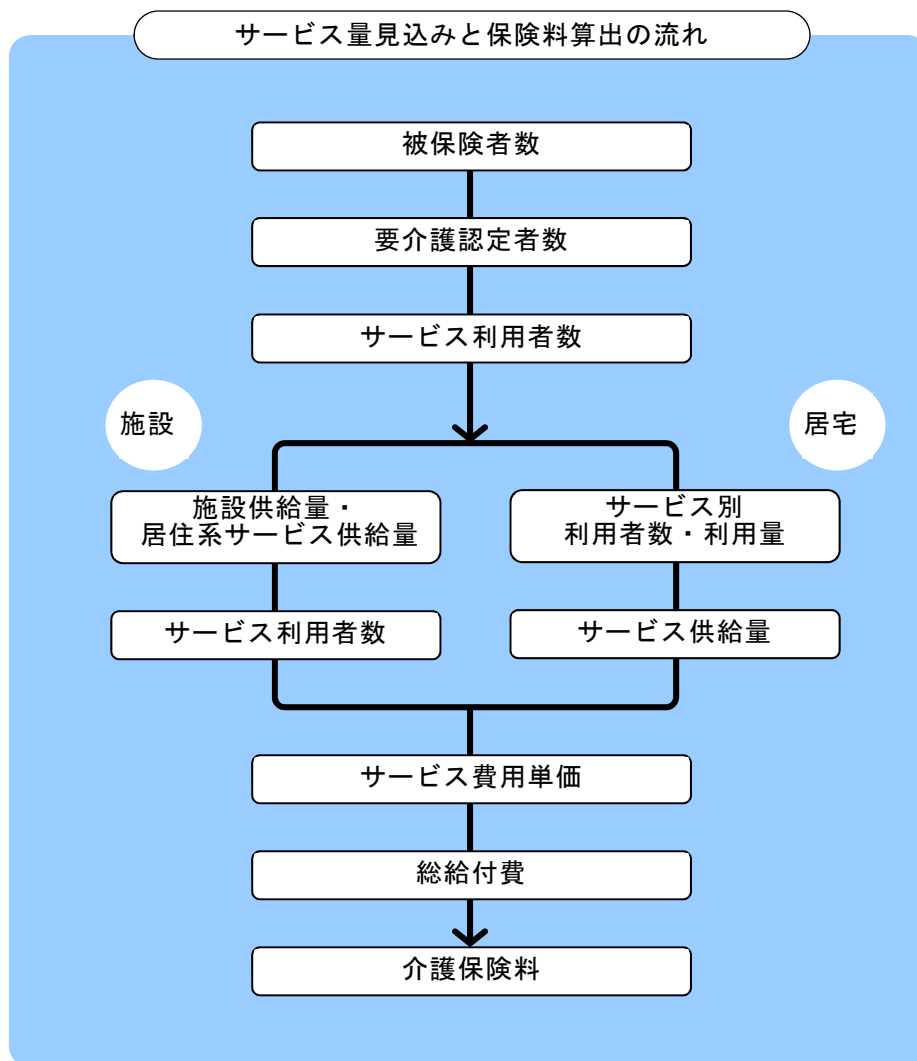 サービス量見込みと保険料算出の流れ
被保険者数
要介護認定者数
サービス利用者数
施設
居宅
施設供給量・
居住系サービス供給量
サービス別
利用者数・利用量
サービス利用者数
サービス供給量
サービス費用単価
総給付費
介護保険料